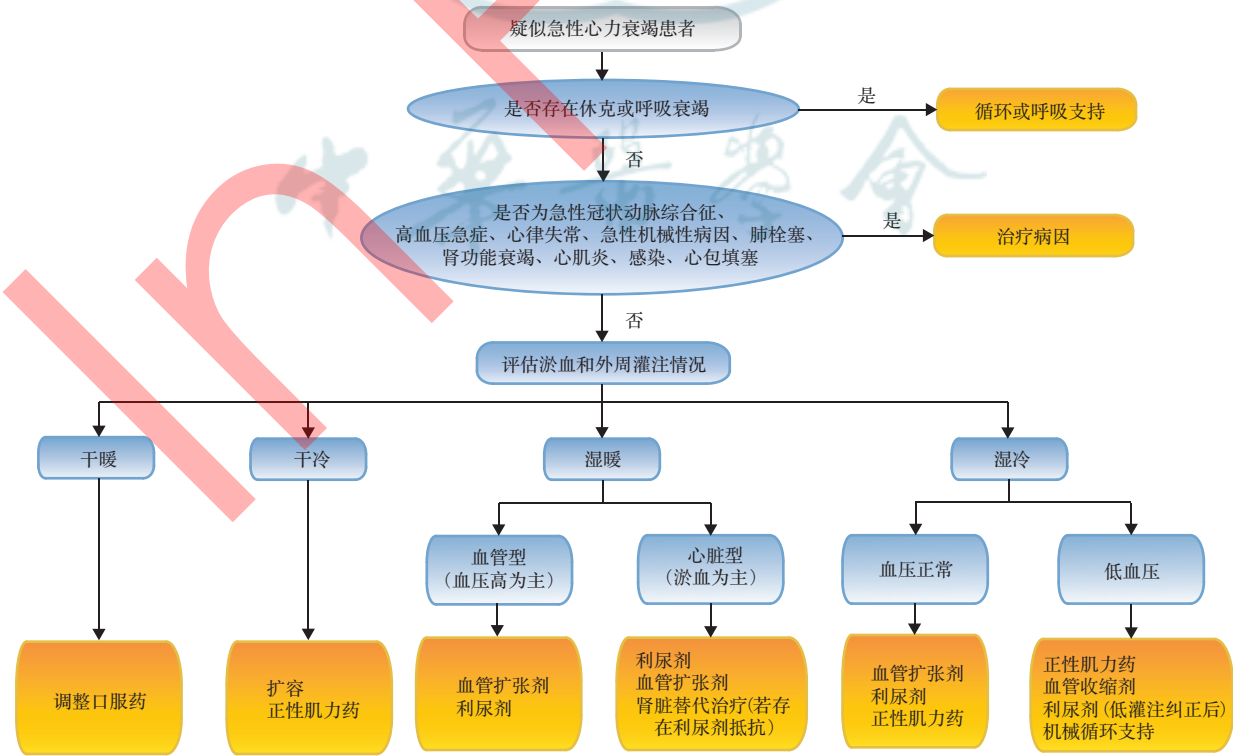 疑似急性心力衰竭患者
是否存在休克或呼吸衰竭
是
循环或呼吸支持
否
是否为急性冠状动脉综合征、
高血压急症、心律失常、急性机械性病因、肺栓塞、
肾功能衰竭、心肌炎、感染、心包填塞
是
治疗病因
否
评估淤血和外周灌注情况
干暖
干冷
湿暖
湿冷
血管型
（血压高为主）
心脏型
（淤血为主）
血压正常
低血压
调整口服药
扩容
正性肌力药
血管扩张剂
利尿剂
利尿剂
血管扩张剂
肾脏替代治疗(若存
在利尿剂抵抗）
血管扩张剂
利尿剂
正性肌力药
正性肌力药
血管收缩剂
利尿剂(低灌注纠正后)
机械循环支持
中华医学会